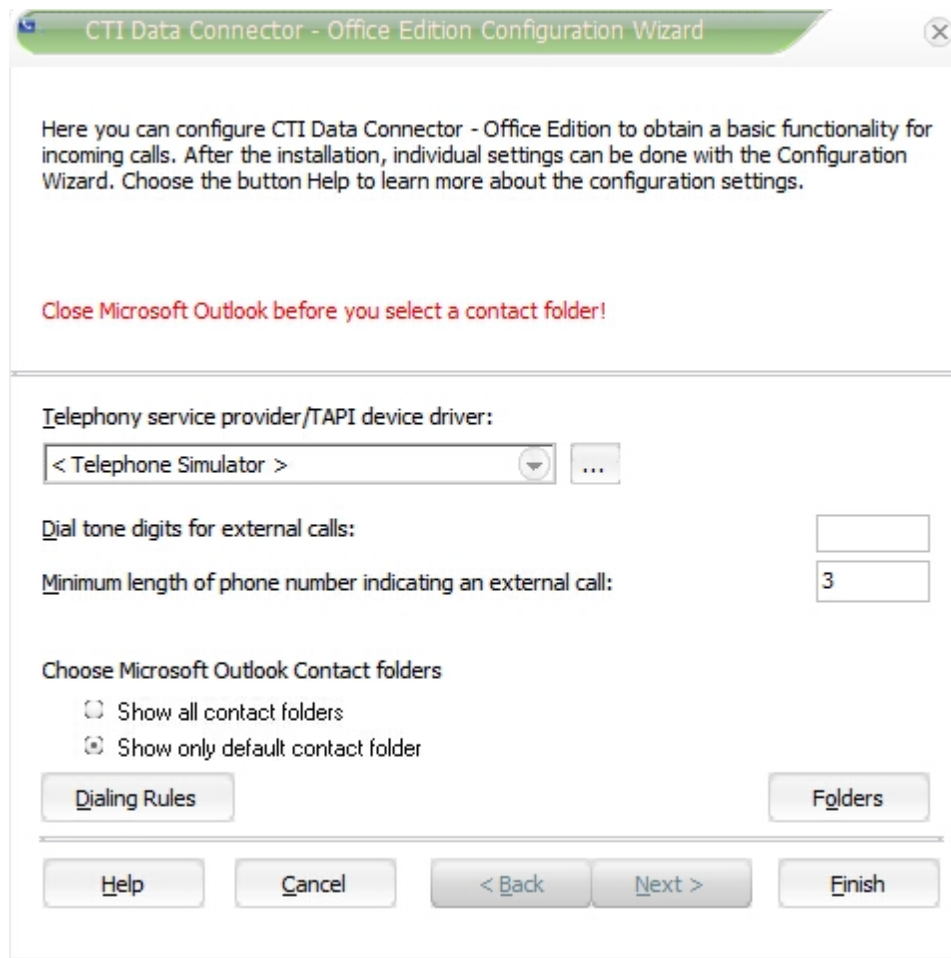 CTI Data Connector - Office Edition Configuration Wizard
Here you can configure CTI Data Connector - Office Edition to obtain a basic functionality for
incoming calls. After the installation, individual settings can be done with the Configuration
Wizard. Choose the button Help to learn more about the configuration settings.
Close Microsoft Outlook before you select a contact folder!
Telephony service provider/TAPI device driver:
< Telephone Simulator > ...
Dial tone digits for external calls:
Minimum length of phone number indicating an external call: 3
Choose Microsoft Outlook Contact folders
Show all contact folders
Show only default contact folder
Dialing Rules Folders
Help Cancel < Back Next > Finish